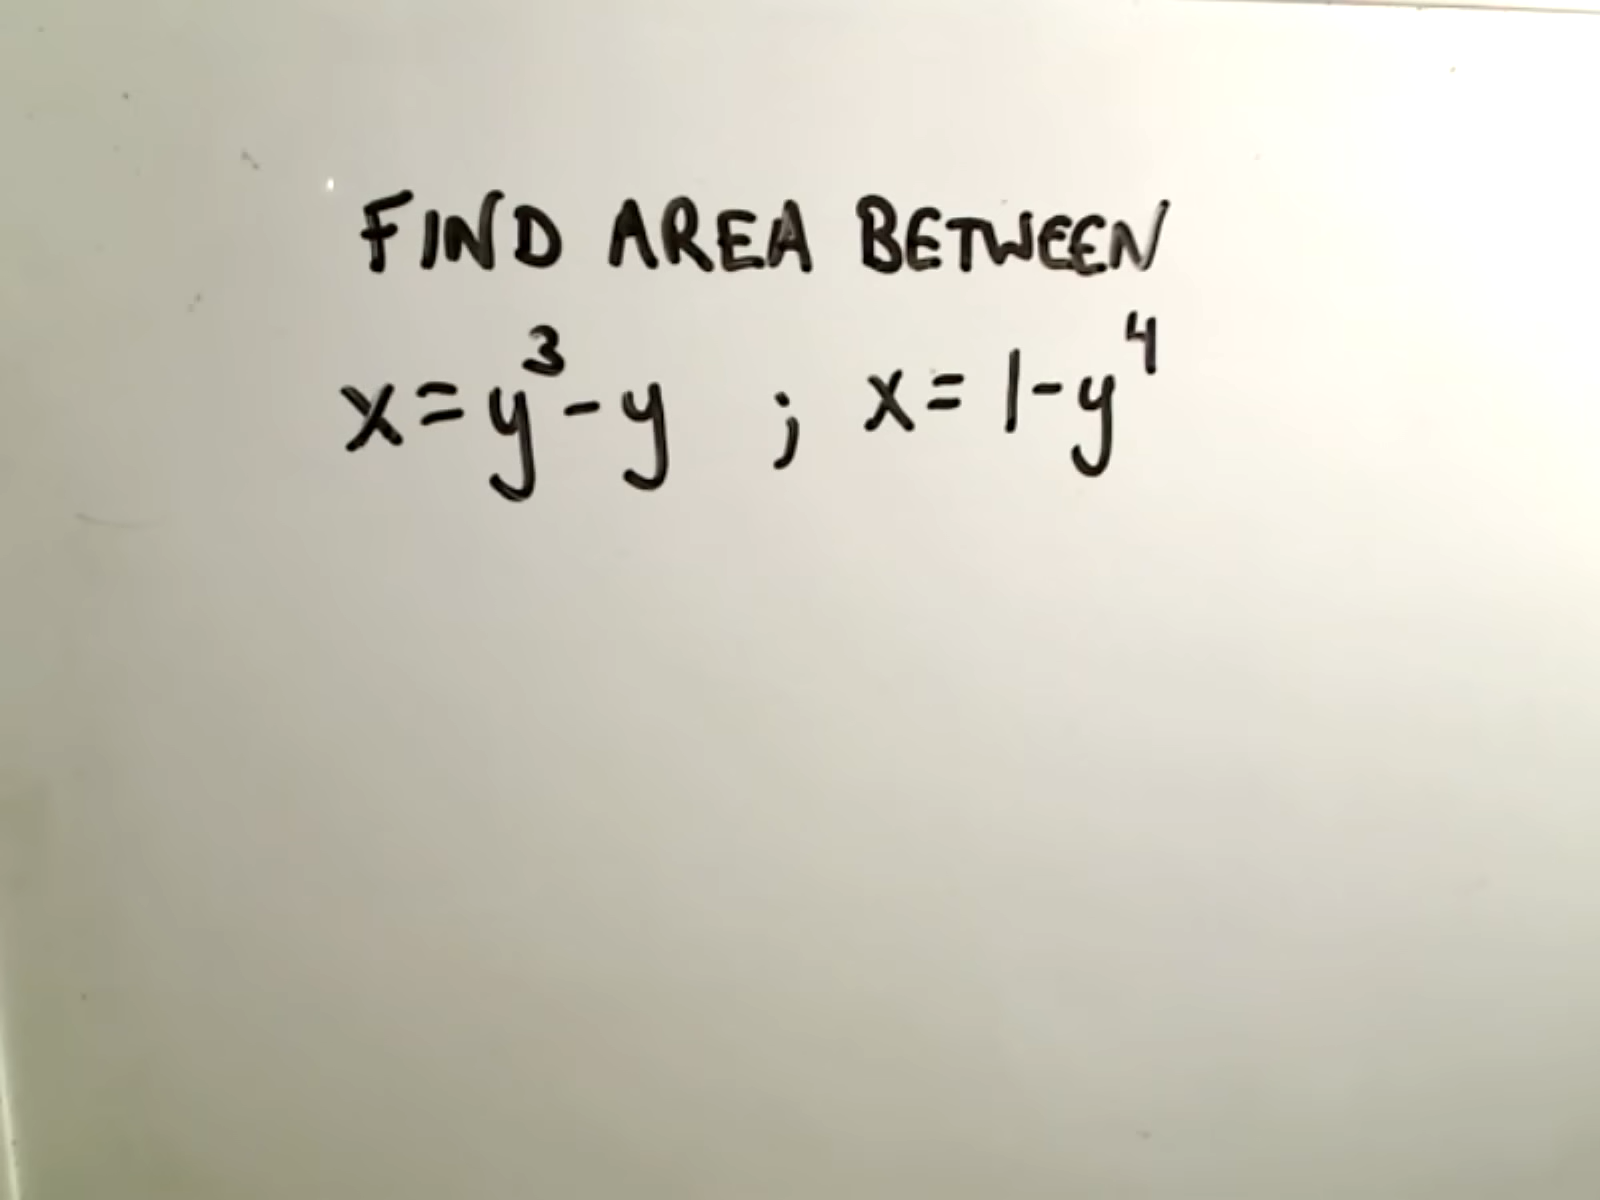 FIND AREA BETWEEN
x = y³ - y ; x = 1 - y⁴